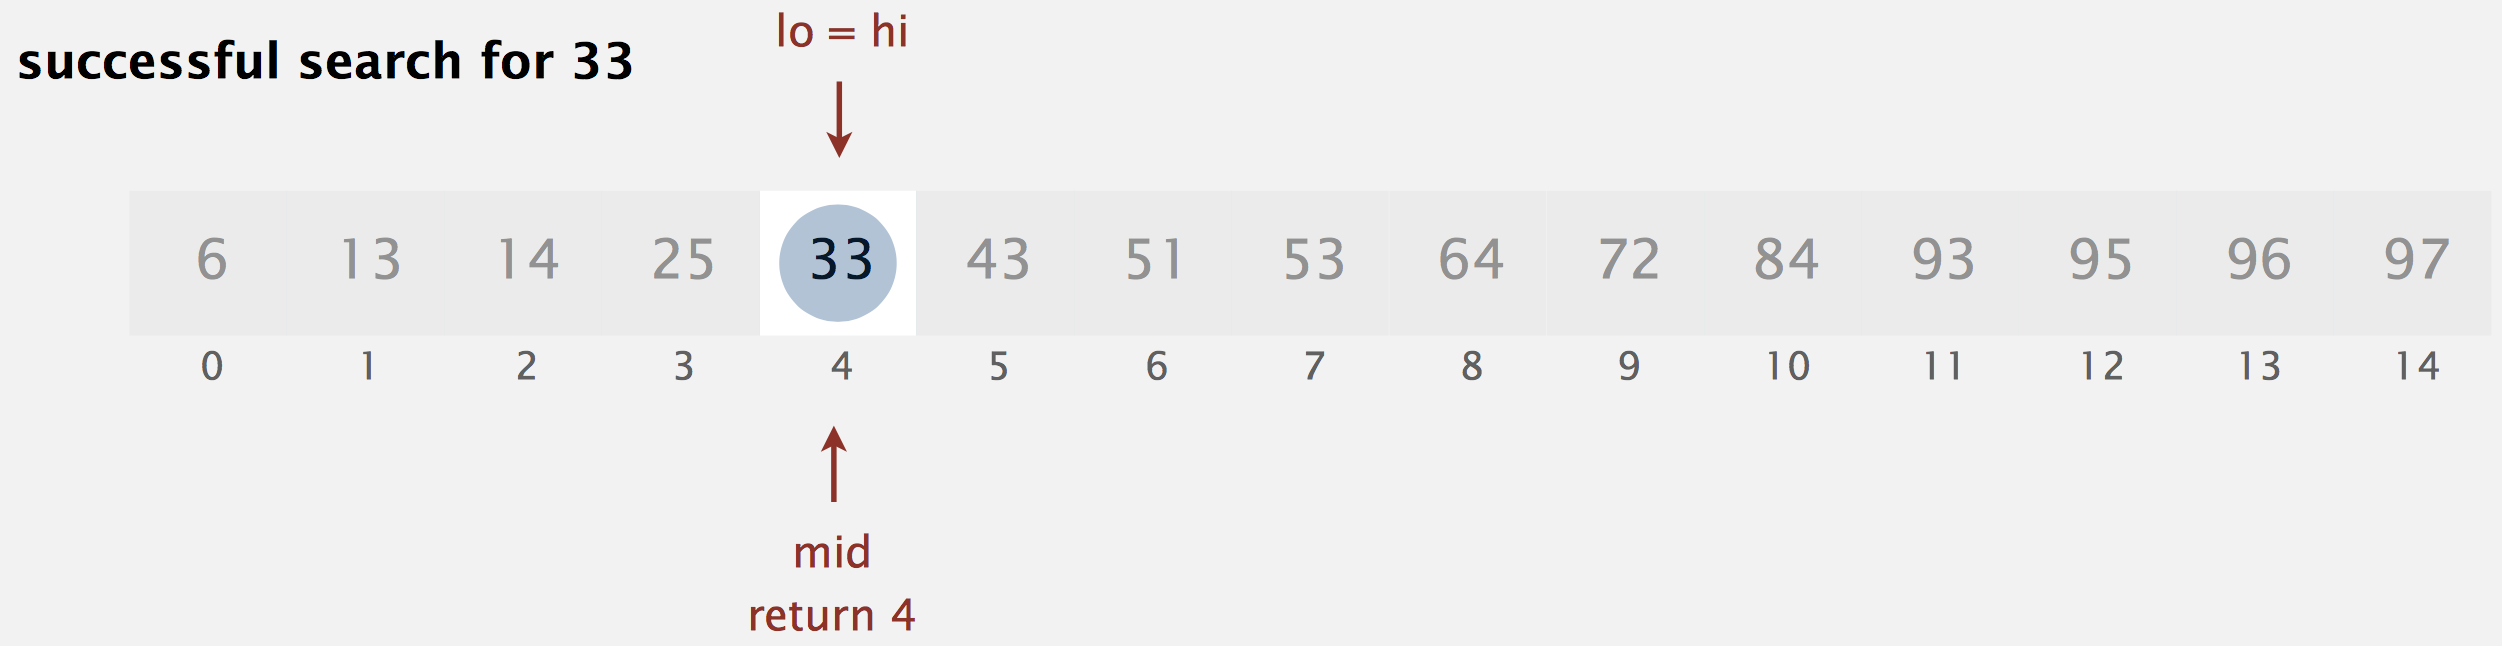 lo = hi
successful search for 33
6 13 14 25 33 43 51 53 64 72 84 93 95 96 97
0 1 2 3 4 5 6 7 8 9 10 11 12 13 14
mid
return 4